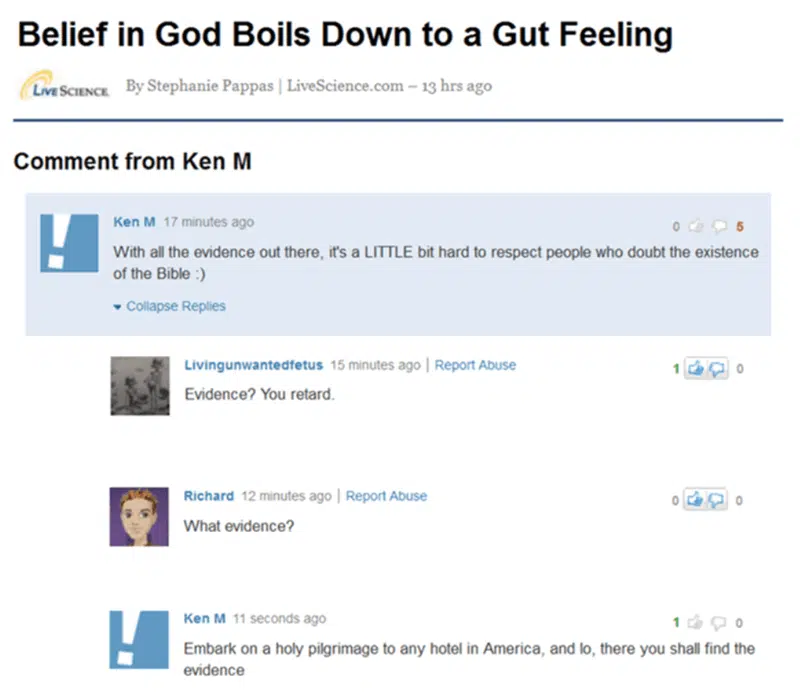 Belief in God Boils Down to a Gut Feeling
LIVESCIENCE By Stephanie Pappas | LiveScience.com – 13 hrs ago
Comment from Ken M
Ken M 17 minutes ago 0 5
With all the evidence out there, it's a LITTLE bit hard to respect people who doubt the existence
of the Bible :)
Collapse Replies
Livingunwantedfetus 15 minutes ago | Report Abuse 1 0
Evidence? You retard.
Richard 12 minutes ago | Report Abuse 0 0
What evidence?
Ken M 11 seconds ago 1 0
Embark on a holy pilgrimage to any hotel in America, and lo, there you shall find the
evidence